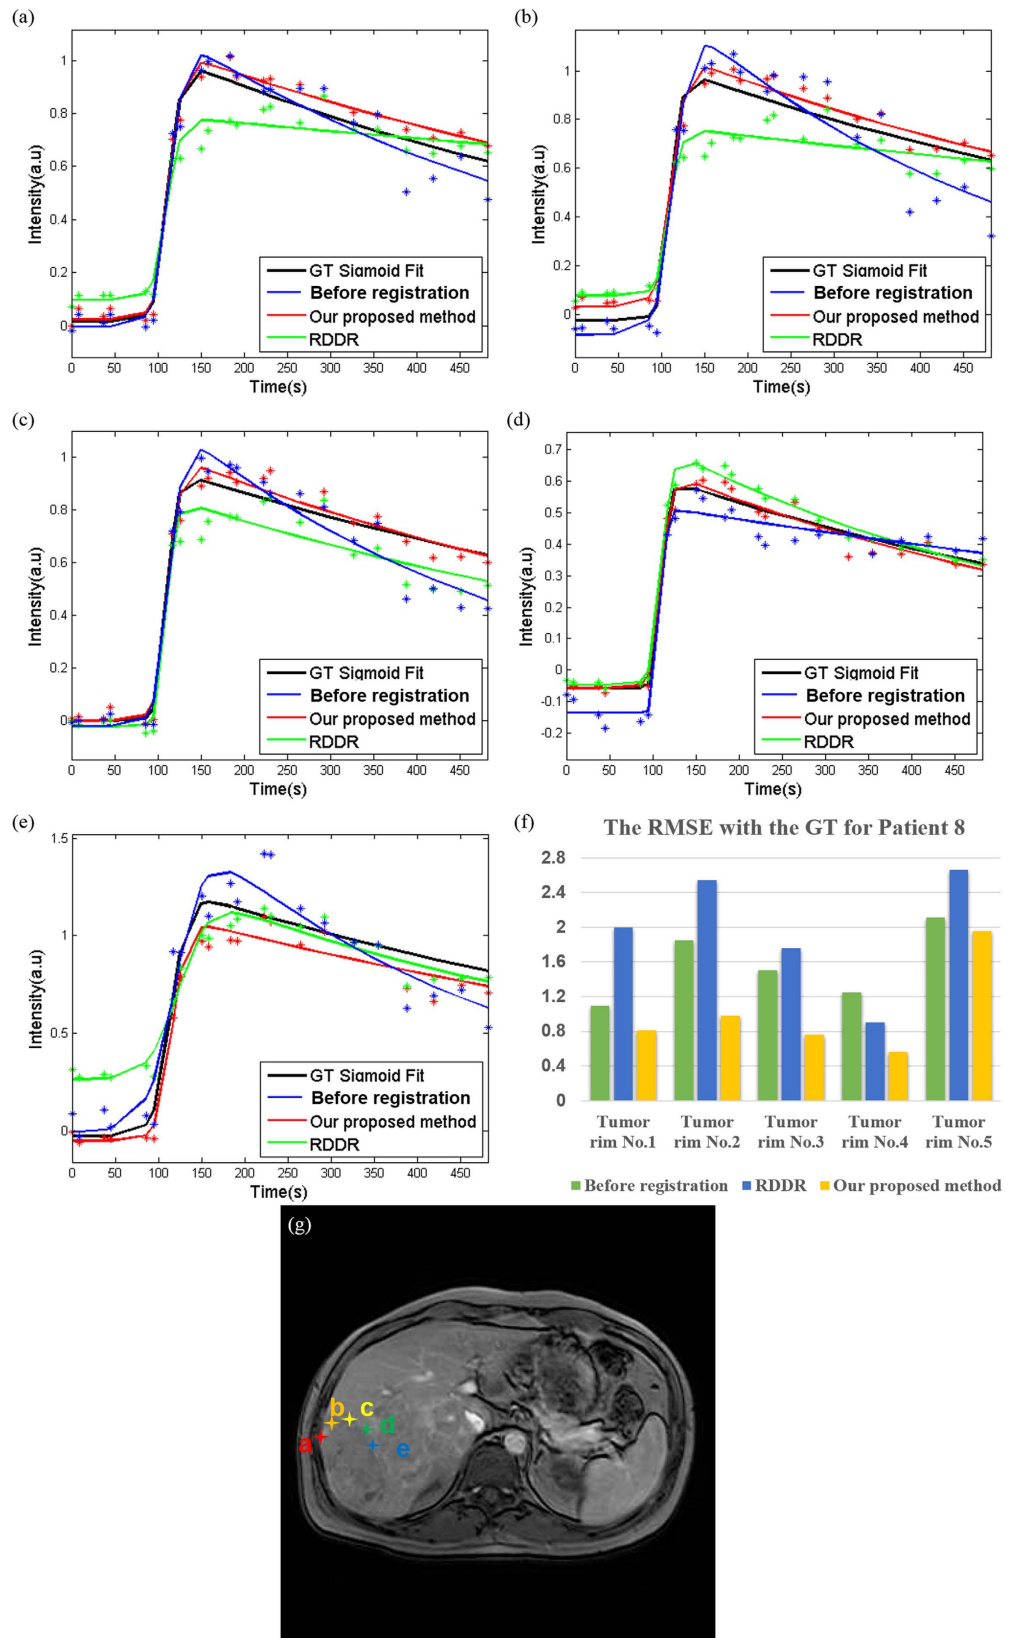 (a)
1
0.8
0.6
0.4
0.2
0
Intensity(a.u)
0 50 100 150 200 250 300 350 400 450
Time(s)
GT Sigmoid Fit
Before registration
Our proposed method
RDDR
(b)
1
0.8
0.6
0.4
0.2
0
Intensity(a.u)
0 50 100 150 200 250 300 350 400 450
Time(s)
GT Sigmoid Fit
Before registration
Our proposed method
RDDR
(c)
1
0.8
0.6
0.4
0.2
0
Intensity(a.u)
0 50 100 150 200 250 300 350 400 450
Time(s)
GT Sigmoid Fit
Before registration
Our proposed method
RDDR
(d)
0.7
0.6
0.5
0.4
0.3
0.2
0.1
0
-0.1
-0.2
Intensity(a.u)
0 50 100 150 200 250 300 350 400 450
Time(s)
GT Sigmoid Fit
Before registration
Our proposed method
RDDR
(e)
1.5
1
0.5
0
Intensity(a.u)
0 50 100 150 200 250 300 350 400 450
Time(s)
GT Sigmoid Fit
Before registration
Our proposed method
RDDR
(f)
The RMSE with the GT for Patient 8
2.8
2.4
2
1.6
1.2
0.8
0.4
0
Tumor Tumor Tumor Tumor Tumor
rim No.1 rim No.2 rim No.3 rim No.4 rim No.5
Before registration RDDR Our proposed method
(g)
b c
d
a e